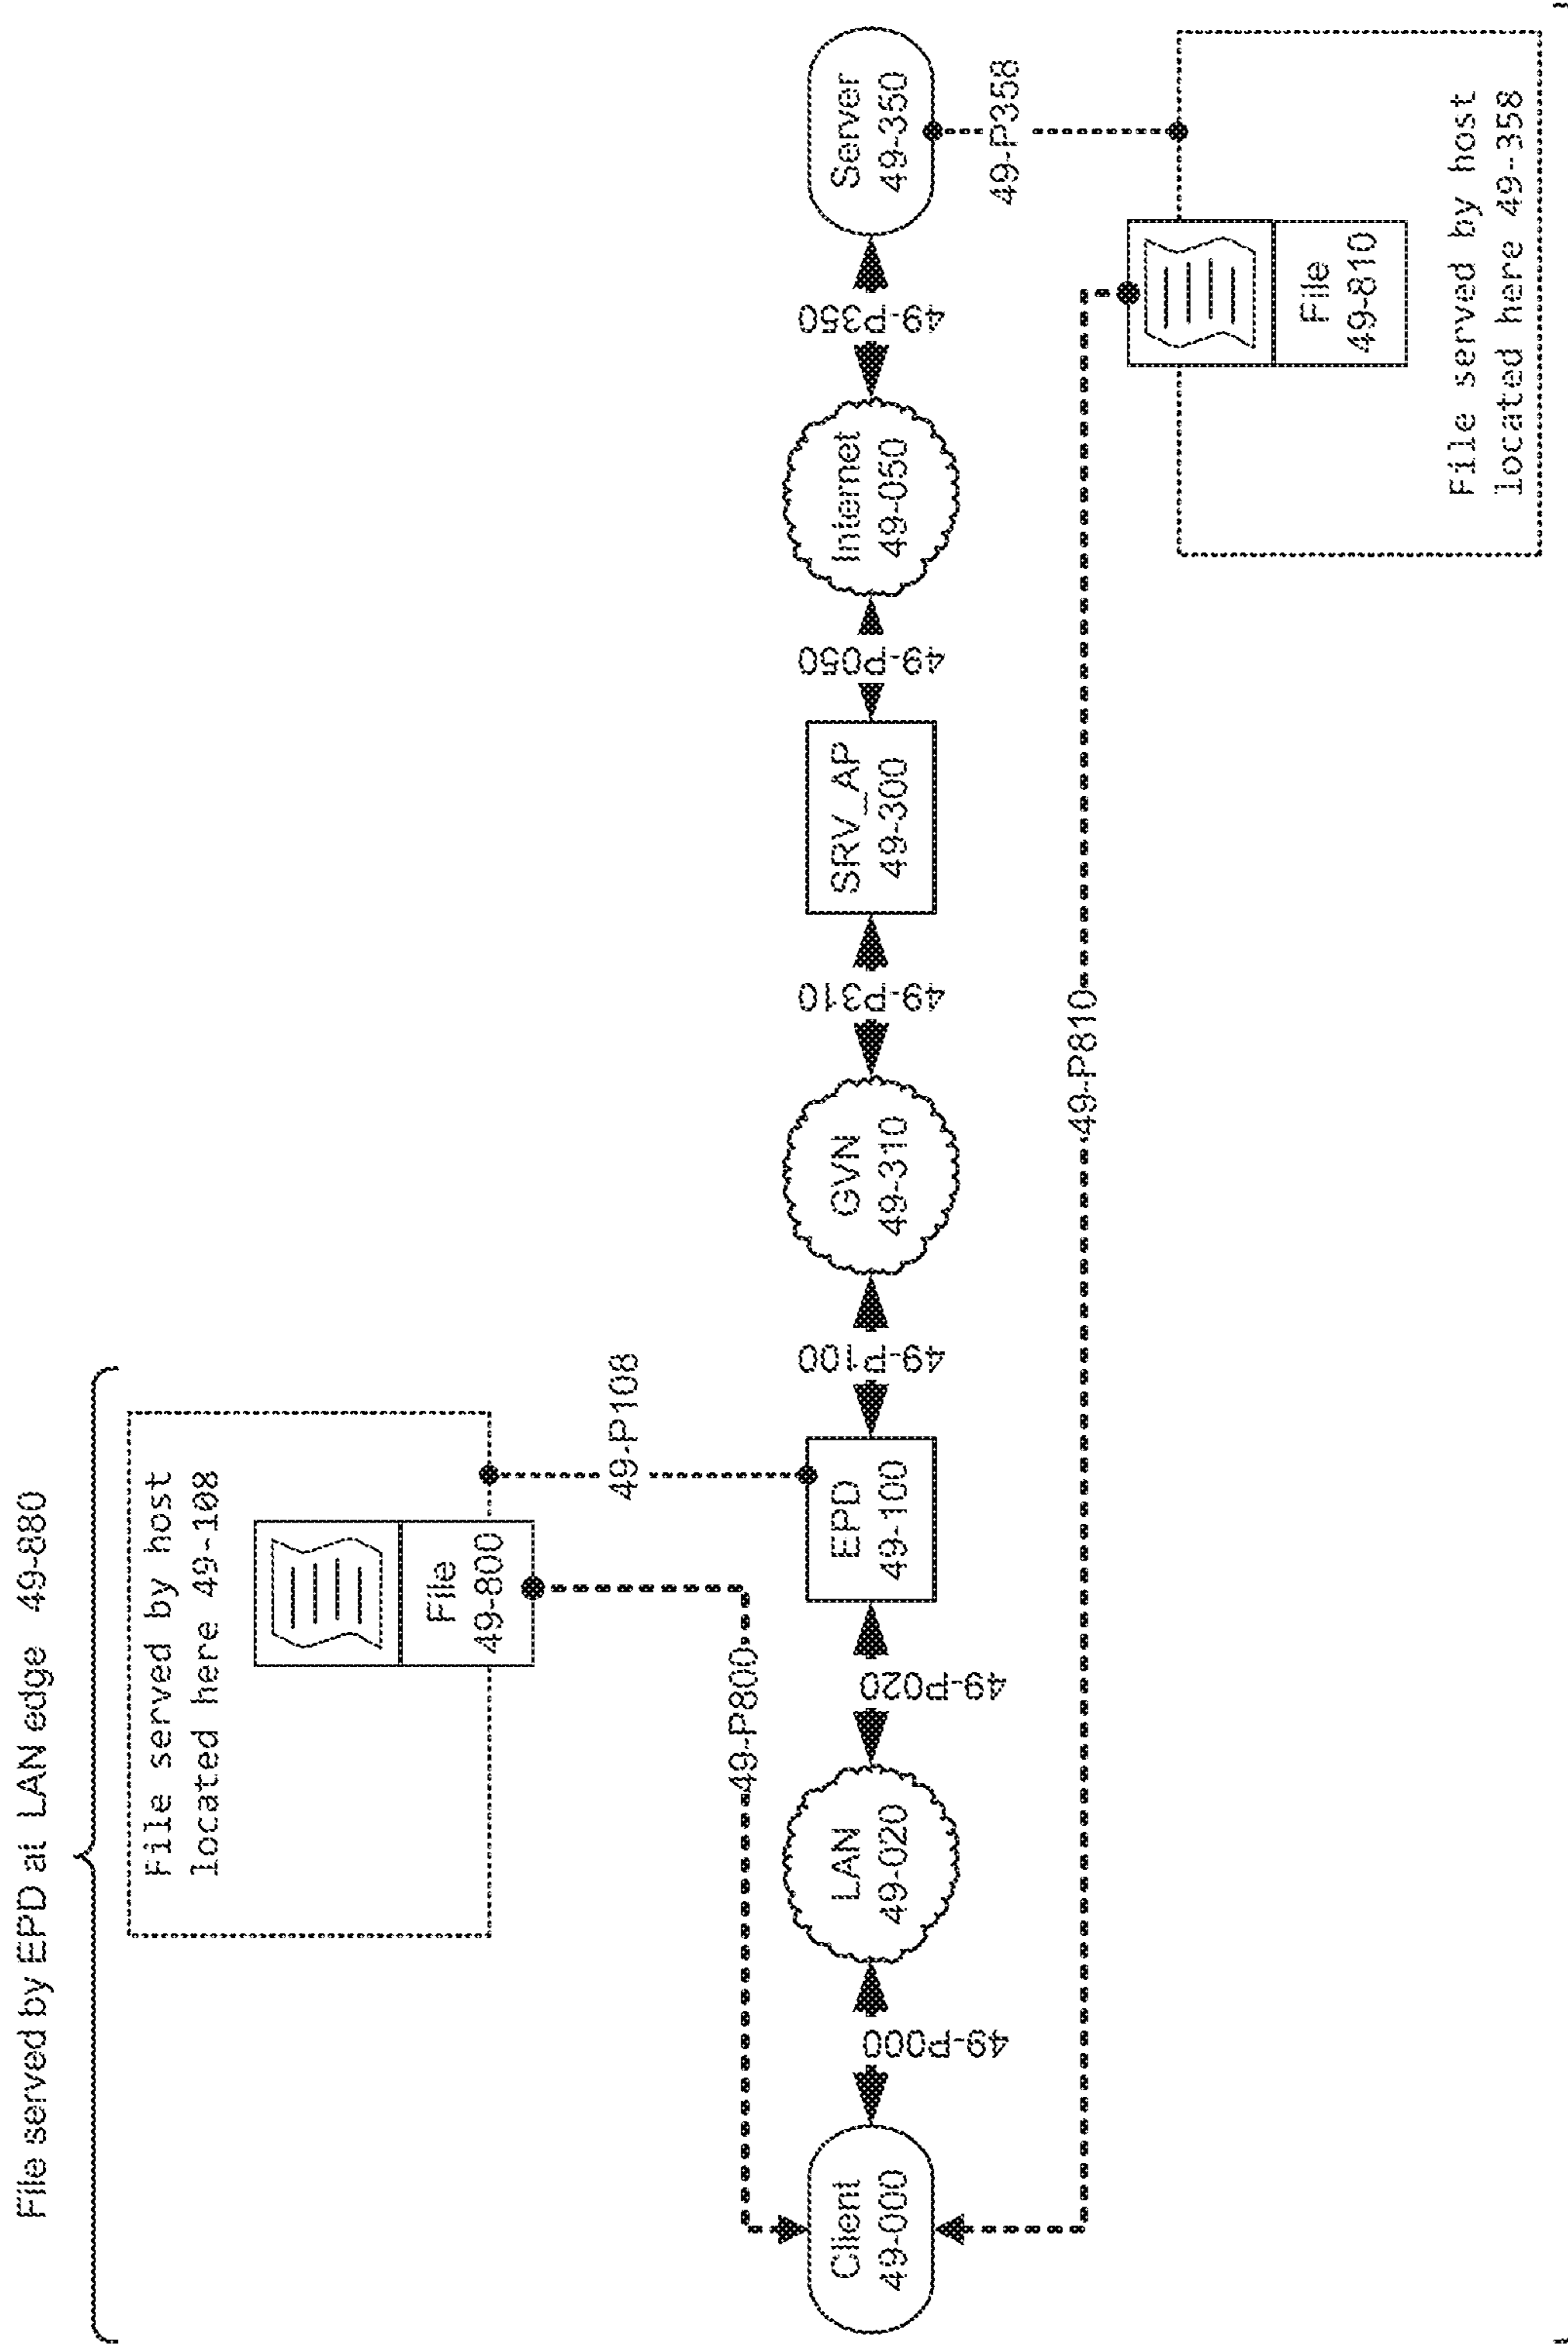 File served by EPD at LAN edge 49-880
File served by host
located here 49-108
File
49-800
49-P108
49-P800
Client
49-000
49-P000
LAN
49-020
49-P020
EPD
49-100
49-P100
GVN
49-310
49-P310
SRV_AP
49-300
49-P050
Internet
49-050
49-P350
Server
49-350
49-P358
49-P810
File
49-810
File served by host
located here 49-358